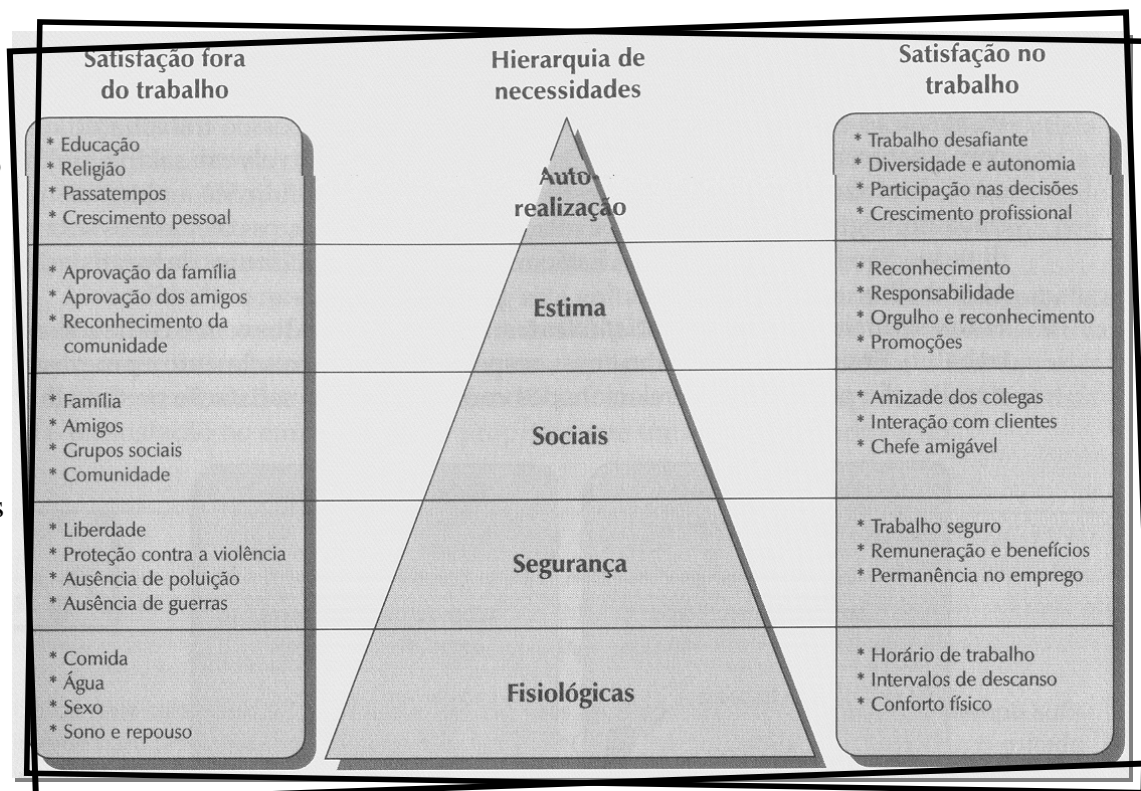 Satisfação fora
do trabalho
* Educação
* Religião
* Passatempos
* Crescimento pessoal
* Aprovação da família
* Aprovação dos amigos
* Reconhecimento da
comunidade
* Família
* Amigos
* Grupos sociais
* Comunidade
* Liberdade
* Proteção contra a violência
* Ausência de poluição
* Ausência de guerras
* Comida
* Água
* Sexo
* Sono e repouso
Hierarquia de
necessidades
Auto-
realização
Estima
Sociais
Segurança
Fisiológicas
Satisfação no
trabalho
* Trabalho desafiante
* Diversidade e autonomia
* Participação nas decisões
* Crescimento profissional
* Reconhecimento
* Responsabilidade
* Orgulho e reconhecimento
* Promoções
* Amizade dos colegas
* Interação com clientes
* Chefe amigável
* Trabalho seguro
* Remuneração e benefícios
* Permanência no emprego
* Horário de trabalho
* Intervalos de descanso
* Conforto físico